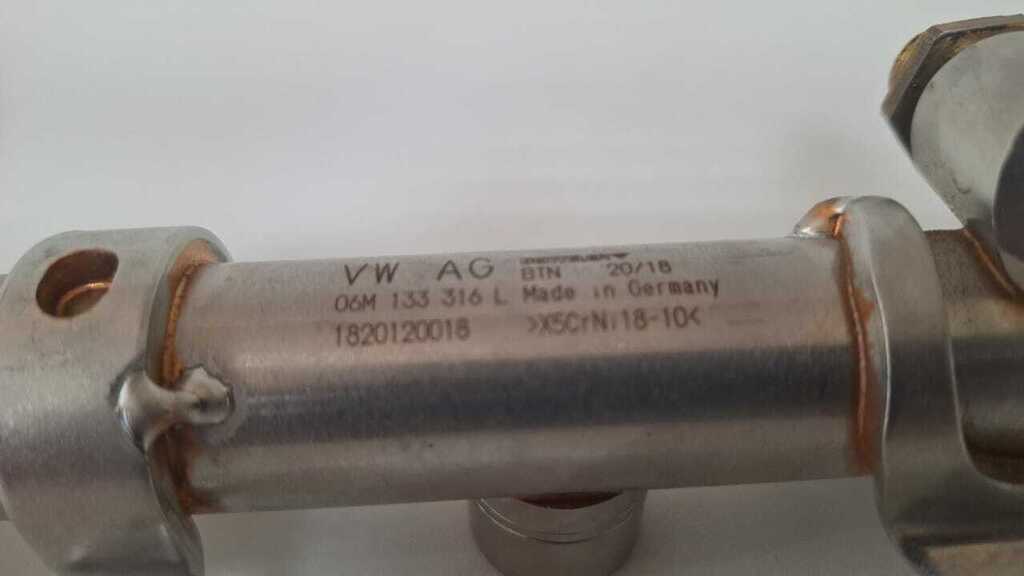 VW AG
BTN 20/18
06M 133 316 L Made in Germany
1820120018 >X5CrNi18-10<